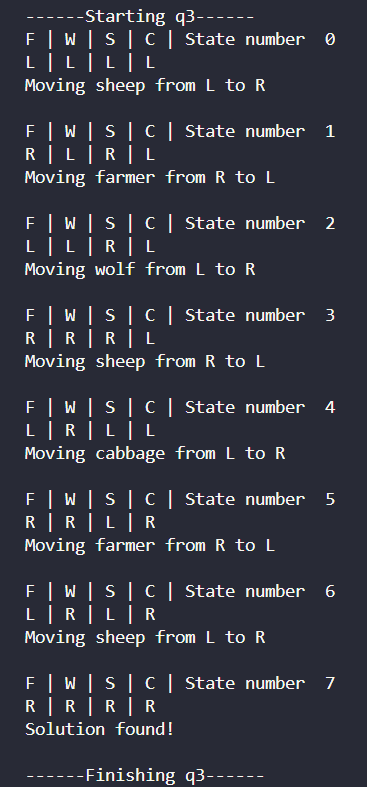 ------Starting q3------
F | W | S | C | State number  0
L | L | L | L
Moving sheep from L to R

F | W | S | C | State number  1
R | L | R | L
Moving farmer from R to L

F | W | S | C | State number  2
L | L | R | L
Moving wolf from L to R

F | W | S | C | State number  3
R | R | R | L
Moving sheep from R to L

F | W | S | C | State number  4
L | R | L | L
Moving cabbage from L to R

F | W | S | C | State number  5
R | R | L | R
Moving farmer from R to L

F | W | S | C | State number  6
L | R | L | R
Moving sheep from L to R

F | W | S | C | State number  7
R | R | R | R
Solution found!

------Finishing q3------